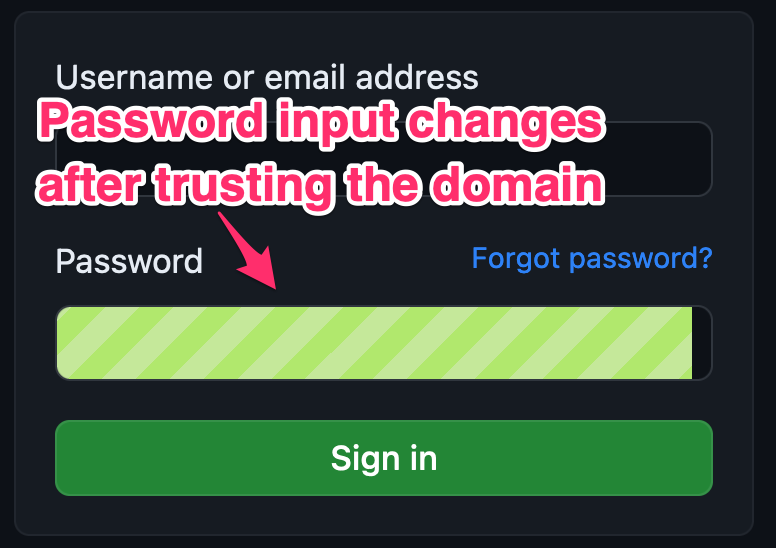 Username or email address
Password input changes
after trusting the domain
Password
Forgot password?
Sign in